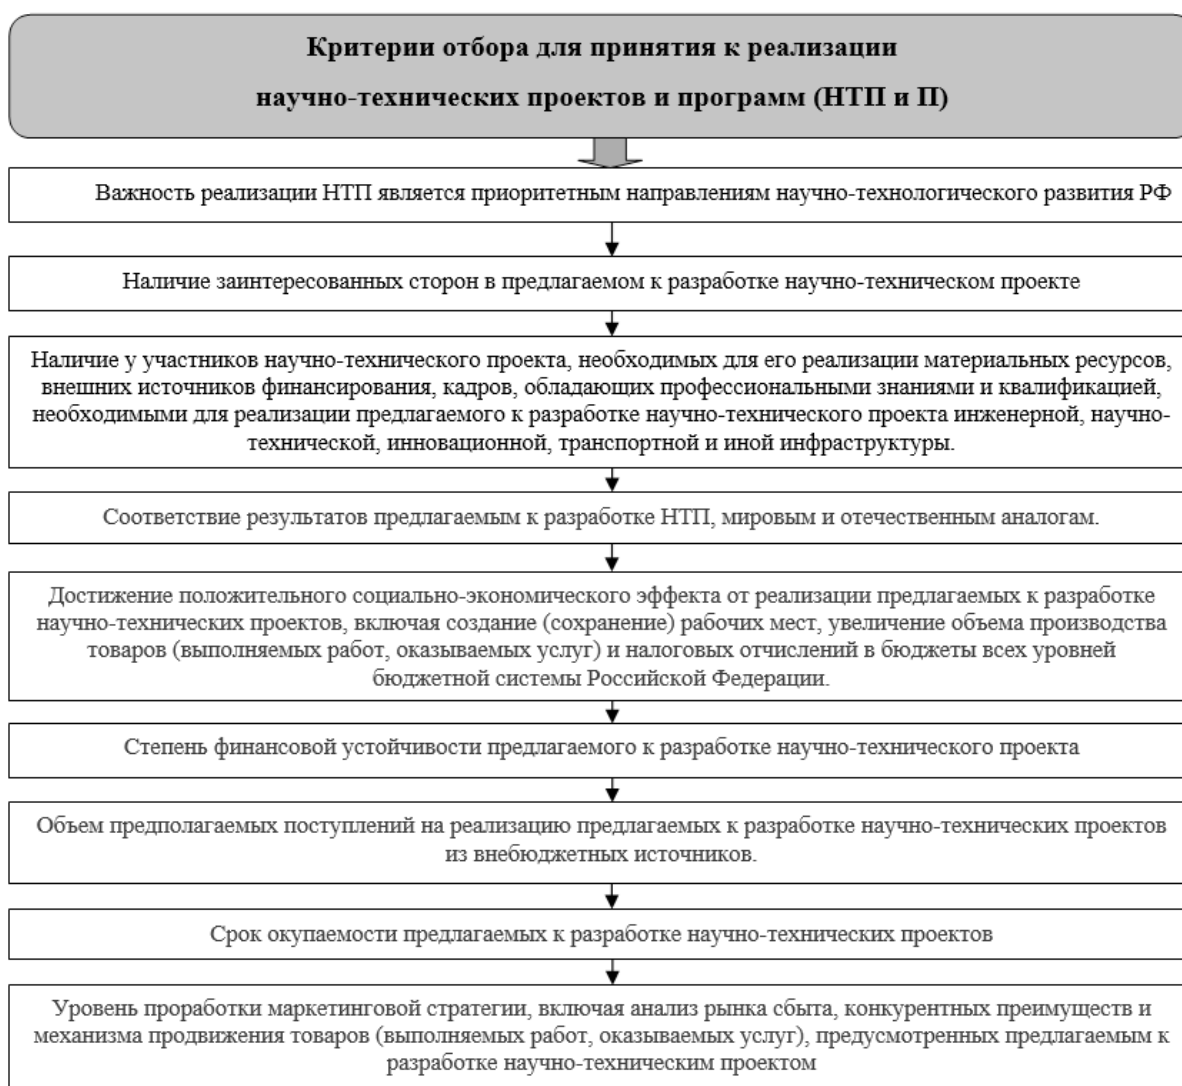 Критерии отбора для принятия к реализации
научно-технических проектов и программ (НТП и П)
Важность реализации НТП является приоритетным направлениям научно-технологического развития РФ
Наличие заинтересованных сторон в предлагаемом к разработке научно-техническом проекте
Наличие у участников научно-технического проекта, необходимых для его реализации материальных ресурсов,
внешних источников финансирования, кадров, обладающих профессиональными знаниями и квалификацией,
необходимыми для реализации предлагаемого к разработке научно-технического проекта инженерной, научно-
технической, инновационной, транспортной и иной инфраструктуры.
Соответствие результатов предлагаемым к разработке НТП, мировым и отечественным аналогам.
Достижение положительного социально-экономического эффекта от реализации предлагаемых к разработке
научно-технических проектов, включая создание (сохранение) рабочих мест, увеличение объема производства
товаров (выполняемых работ, оказываемых услуг) и налоговых отчислений в бюджеты всех уровней
бюджетной системы Российской Федерации.
Степень финансовой устойчивости предлагаемого к разработке научно-технического проекта
Объем предполагаемых поступлений на реализацию предлагаемых к разработке научно-технических проектов
из внебюджетных источников.
Срок окупаемости предлагаемых к разработке научно-технических проектов
Уровень проработки маркетинговой стратегии, включая анализ рынка сбыта, конкурентных преимуществ и
механизма продвижения товаров (выполняемых работ, оказываемых услуг), предусмотренных предлагаемым к
разработке научно-техническим проектом